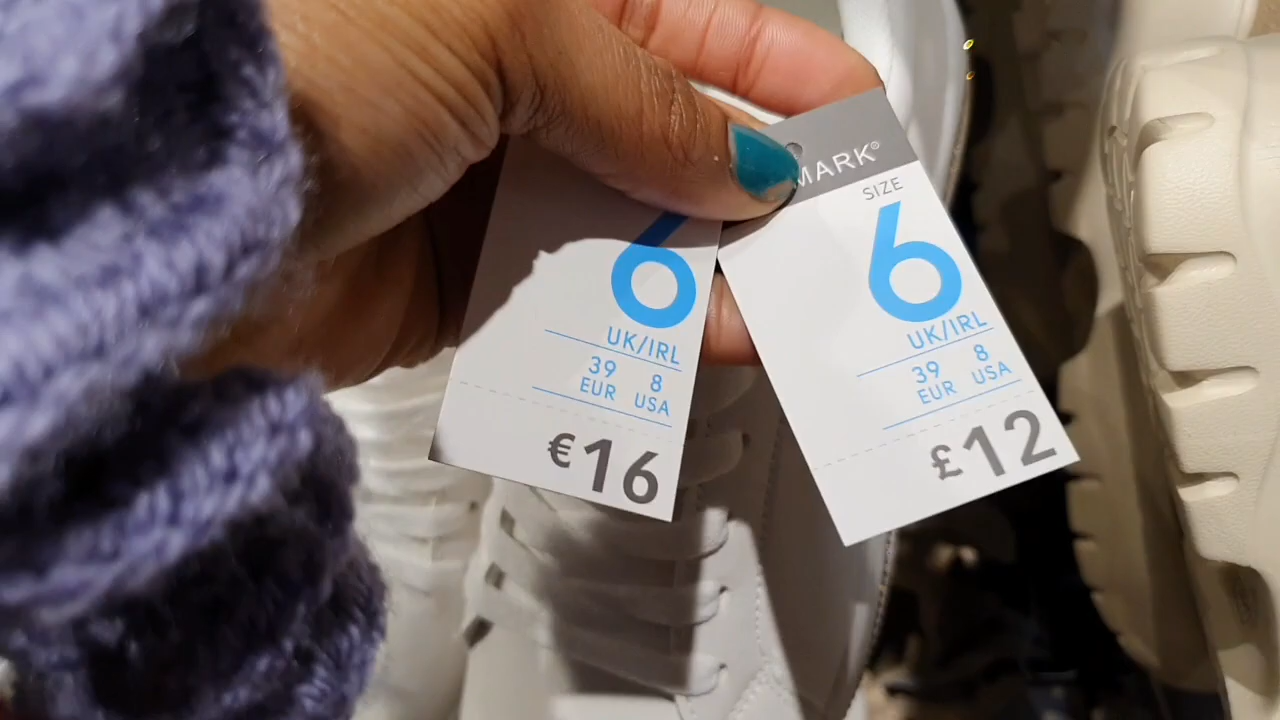 6
UK/IRL
39 8
EUR USA
€16
MARK®
SIZE
6
UK/IRL
39 8
EUR USA
£12